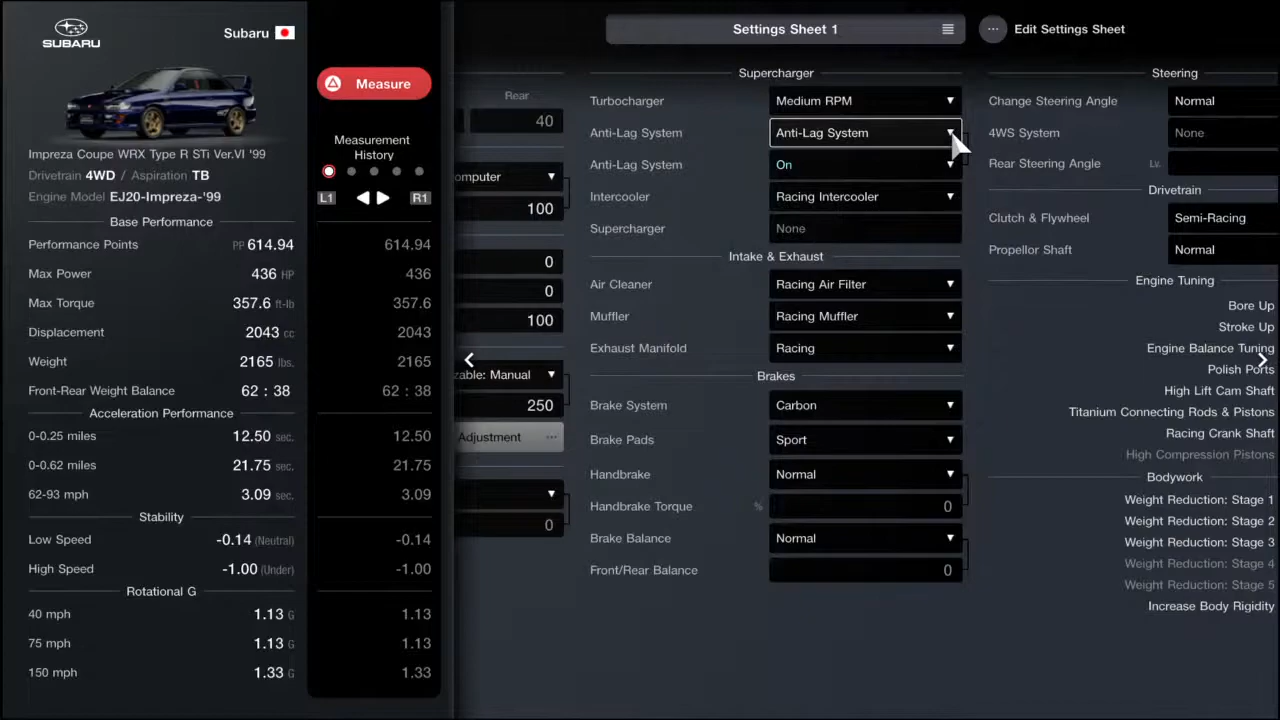 SUBARU
Subaru
Impreza Coupe WRX Type R STi Ver.VI '99
Drivetrain 4WD / Aspiration TB
Engine Model EJ20-Impreza-'99
Base Performance
Performance Points PP 614.94
Max Power 436 HP
Max Torque 357.6 ft-lb
Displacement 2043 cc
Weight 2165 lbs.
Front-Rear Weight Balance 62 : 38
Acceleration Performance
0-0.25 miles 12.50 sec.
0-0.62 miles 21.75 sec.
62-93 mph 3.09 sec.
Stability
Low Speed -0.14 (Neutral)
High Speed -1.00 (Under)
Rotational G
40 mph 1.13 G
75 mph 1.13 G
150 mph 1.33 G
Measure
Measurement
History
L1 R1
614.94
436
357.6
2043
2165
62 : 38
12.50
21.75
3.09
-0.14
-1.00
1.13
1.13
1.33
Settings Sheet 1
Edit Settings Sheet
Rear
40
omputer
100
0
0
100
zable: Manual
250
Adjustment
0
Supercharger
Turbocharger Medium RPM
Anti-Lag System Anti-Lag System
Anti-Lag System On
Intercooler Racing Intercooler
Supercharger None
Intake & Exhaust
Air Cleaner Racing Air Filter
Muffler Racing Muffler
Exhaust Manifold Racing
Brakes
Brake System Carbon
Brake Pads Sport
Handbrake Normal
Handbrake Torque % 0
Brake Balance Normal
Front/Rear Balance 0
Steering
Change Steering Angle Normal
4WS System None
Rear Steering Angle Lv.
Drivetrain
Clutch & Flywheel Semi-Racing
Propellor Shaft Normal
Engine Tuning
Bore Up
Stroke Up
Engine Balance Tuning
Polish Ports
High Lift Cam Shaft
Titanium Connecting Rods & Pistons
Racing Crank Shaft
High Compression Pistons
Bodywork
Weight Reduction: Stage 1
Weight Reduction: Stage 2
Weight Reduction: Stage 3
Weight Reduction: Stage 4
Weight Reduction: Stage 5
Increase Body Rigidity